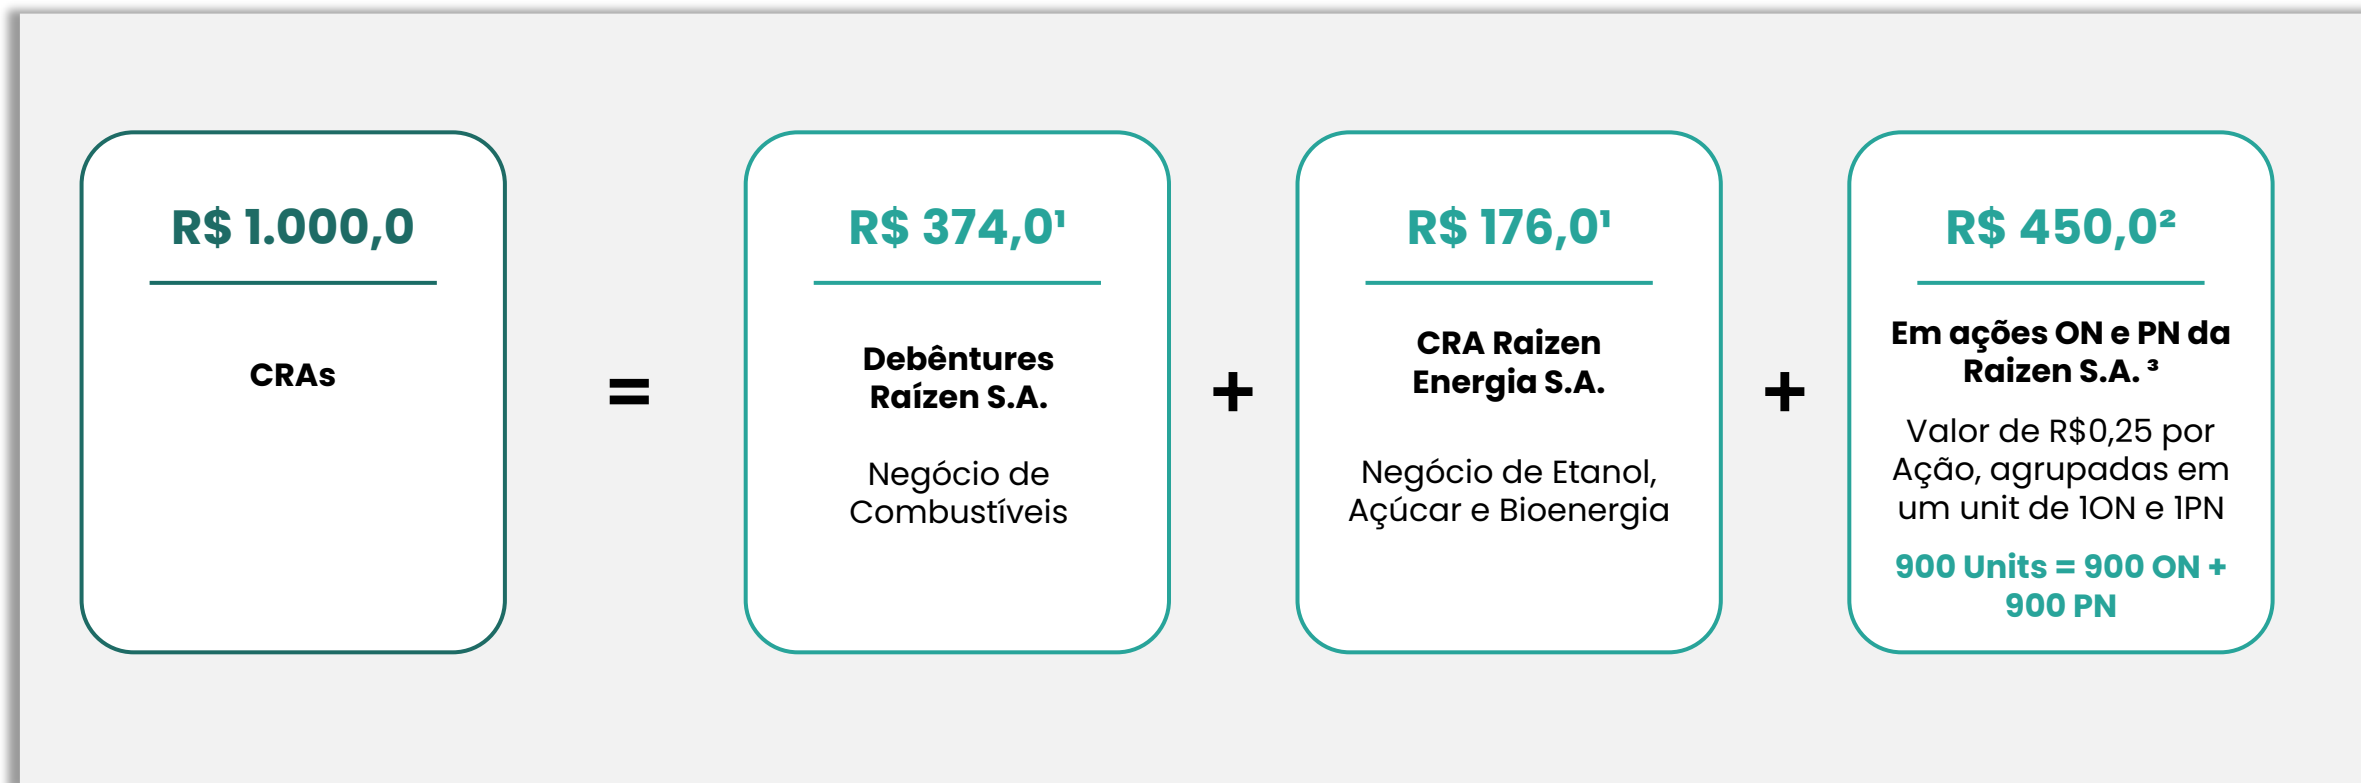 R$ 1.000,0
CRAs
=
R$ 374,0¹
Debêntures
Raízen S.A.
Negócio de
Combustíveis
+
R$ 176,0¹
CRA Raizen
Energia S.A.
Negócio de Etanol,
Açúcar e Bioenergia
+
R$ 450,0²
Em ações ON e PN da
Raizen S.A. ³
Valor de R$0,25 por
Ação, agrupadas em
um unit de 1ON e 1PN
900 Units = 900 ON +
900 PN